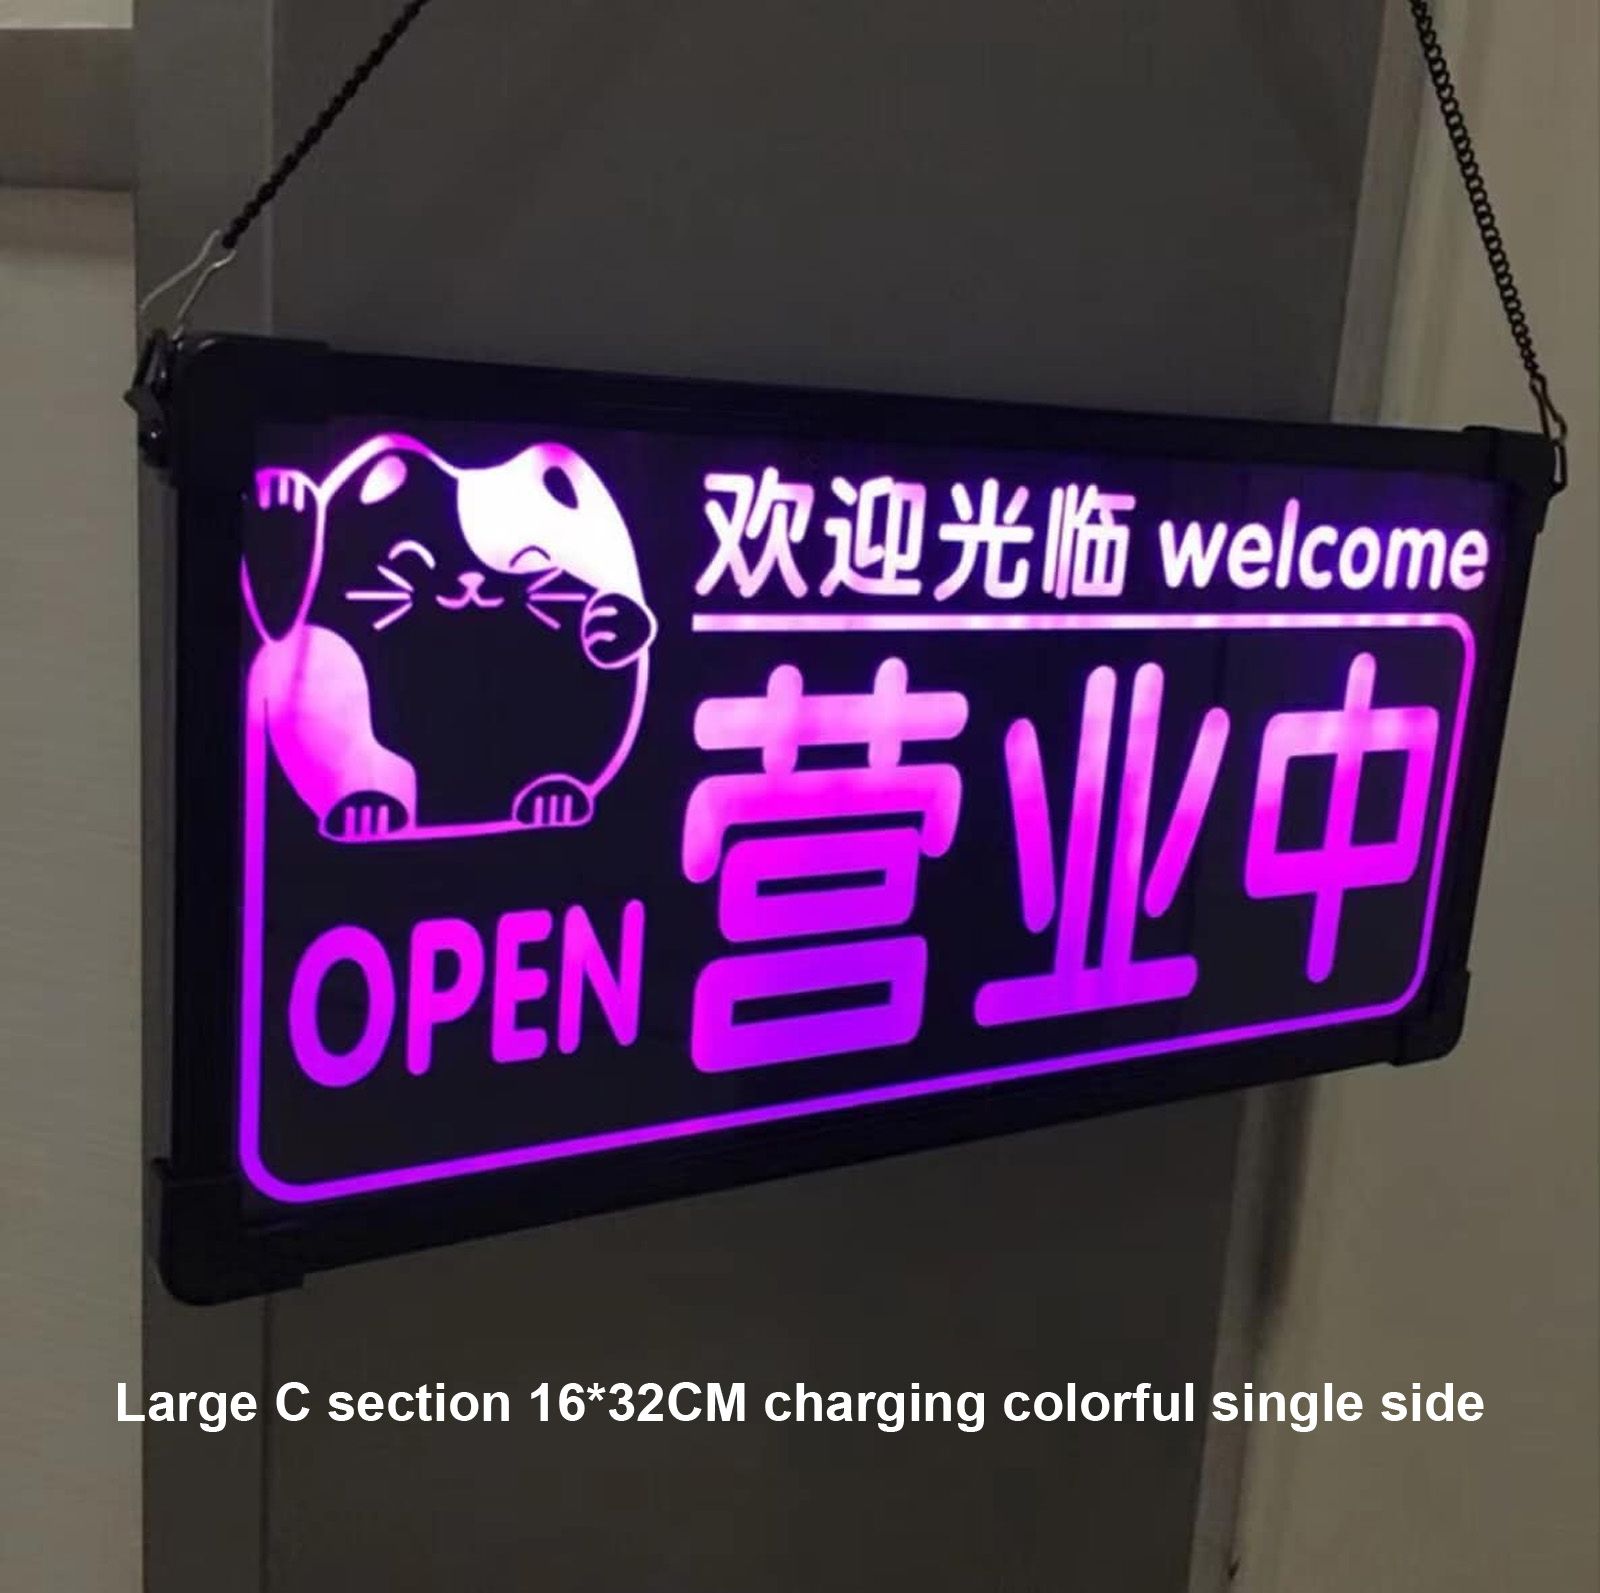 欢迎光临 welcome
营业中
OPEN
Large C section 16*32CM charging colorful single side